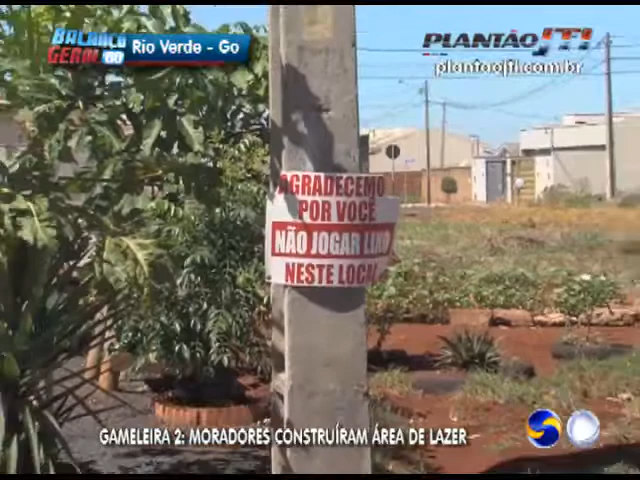 BALANÇO
GERAL GO
Rio Verde - Go
PLANTÃO JTI
plantaojti.com.br
AGRADECEMO
POR VOCÊ
NÃO JOGAR LIXO
NESTE LOCAL
GAMELEIRA 2: MORADORES CONSTRUÍRAM ÁREA DE LAZER